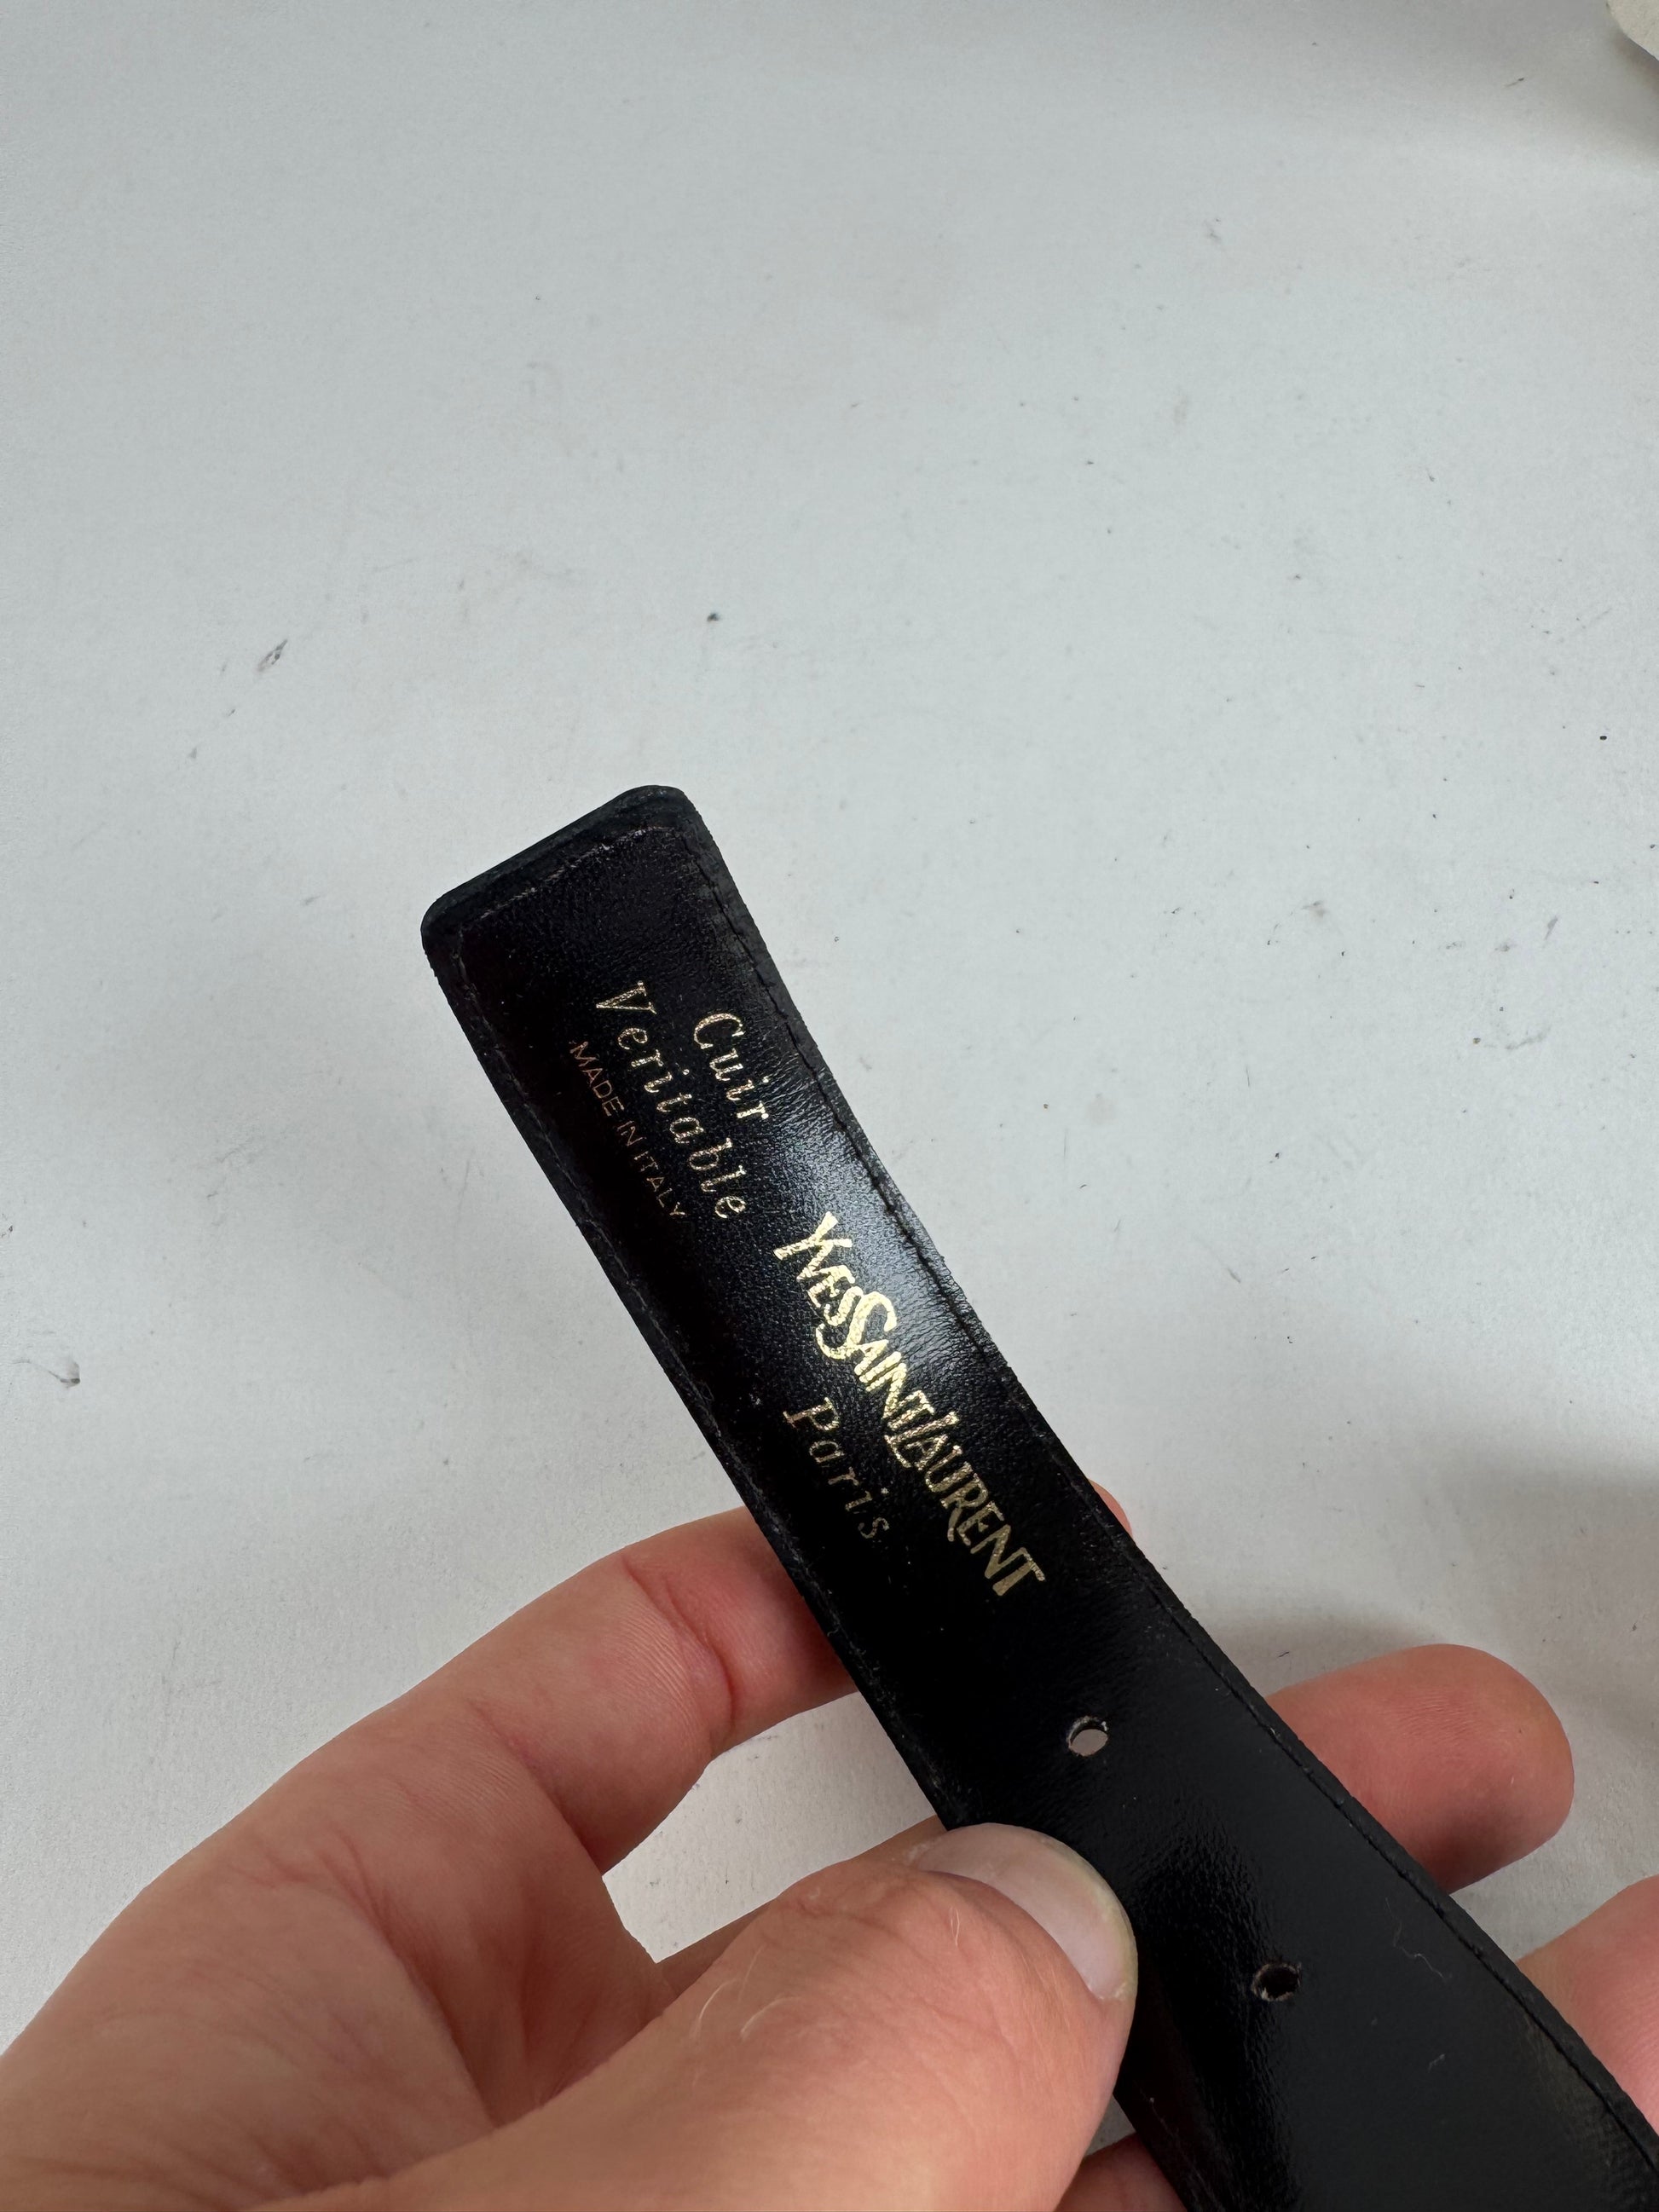 Cuir
Veritable
MADE IN ITALY
YVESSAINTLAURENT
Paris